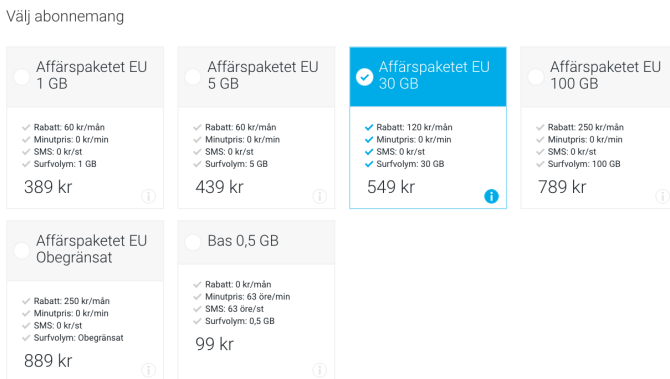 Välj abonnemang
Affärspaketet EU
1 GB
Rabatt: 60 kr/mån
Minutpris: 0 kr/min
SMS: 0 kr/st
Surfvolym: 1 GB
389 kr
Affärspaketet EU
5 GB
Rabatt: 60 kr/mån
Minutpris: 0 kr/min
SMS: 0 kr/st
Surfvolym: 5 GB
439 kr
Affärspaketet EU
30 GB
Rabatt: 120 kr/mån
Minutpris: 0 kr/min
SMS: 0 kr/st
Surfvolym: 30 GB
549 kr
Affärspaketet EU
100 GB
Rabatt: 250 kr/mån
Minutpris: 0 kr/min
SMS: 0 kr/st
Surfvolym: 100 GB
789 kr
Affärspaketet EU
Obegränsat
Rabatt: 250 kr/mån
Minutpris: 0 kr/min
SMS: 0 kr/st
Surfvolym: Obegränsat
889 kr
Bas 0,5 GB
Rabatt: 0 kr/mån
Minutpris: 63 öre/min
SMS: 63 öre/st
Surfvolym: 0,5 GB
99 kr